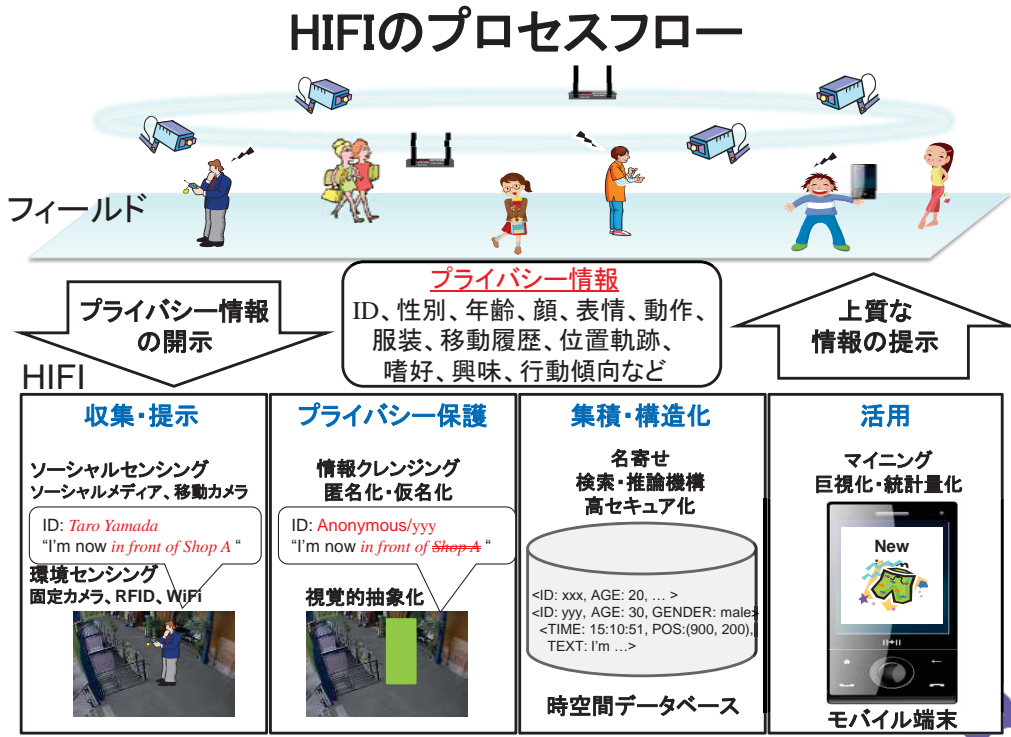 HIFIのプロセスフロー
フィールド
プライバシー情報
の開示
プライバシー情報
ID、性別、年齢、顔、表情、動作、
服装、移動履歴、位置軌跡、
嗜好、興味、行動傾向など
上質な
情報の提示
HIFI
収集・提示
ソーシャルセンシング
ソーシャルメディア、移動カメラ
ID: Taro Yamada
"I'm now in front of Shop A "
環境センシング
固定カメラ、RFID、WiFi
プライバシー保護
情報クレンジング
匿名化・仮名化
ID: Anonymous/yyy
"I'm now in front of Shop A "
視覚的抽象化
集積・構造化
名寄せ
検索・推論機構
高セキュア化
<ID: xxx, AGE: 20, … >
<ID: yyy, AGE: 30, GENDER: male>
<TIME: 15:10:51, POS:(900, 200),
TEXT: I'm …>
時空間データベース
活用
マイニング
巨視化・統計量化
New
モバイル端末